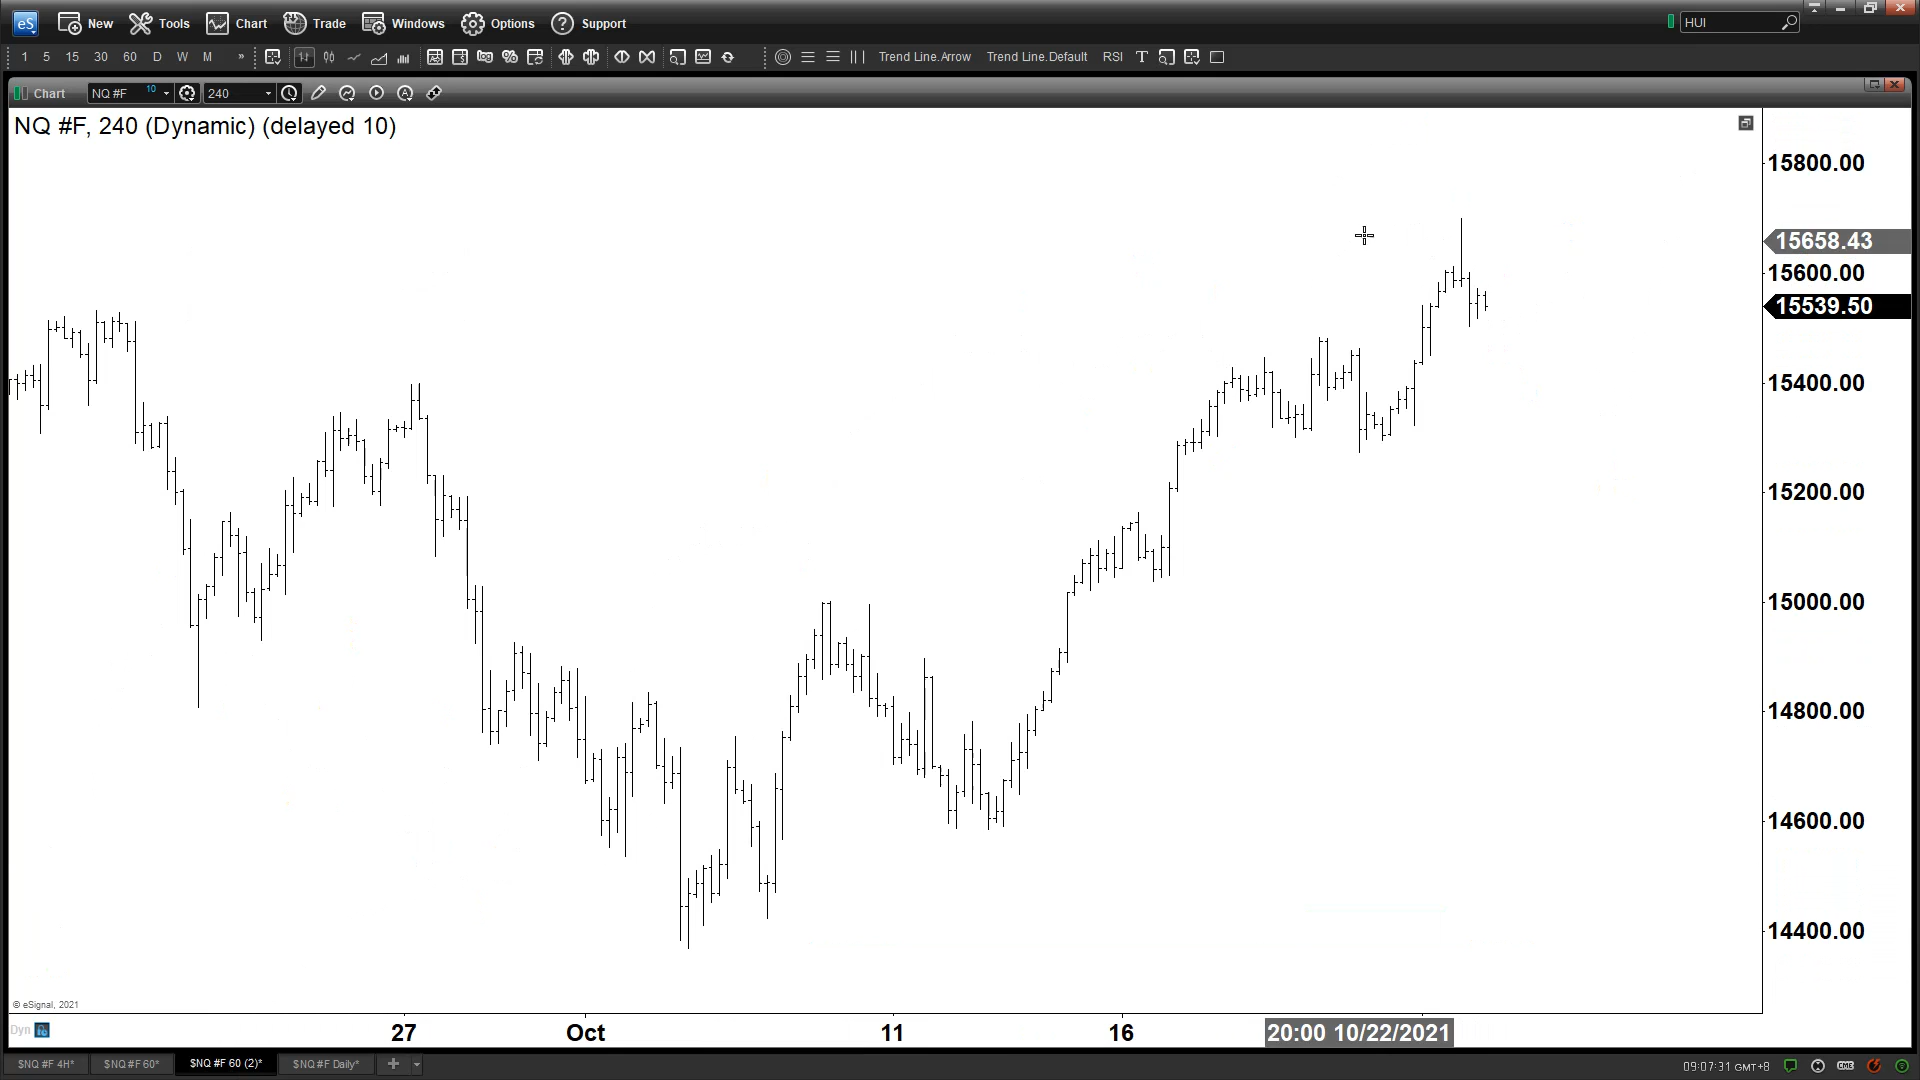 eS New Tools Chart Trade Windows Options Support HUI
1 5 15 30 60 D W M » Trend Line.Arrow Trend Line.Default RSI T
Chart NQ #F 10 240
NQ #F, 240 (Dynamic) (delayed 10)
15800.00
15658.43
15600.00
15539.50
15400.00
15200.00
15000.00
14800.00
14600.00
14400.00
© eSignal, 2021
Dyn
27 Oct 11 16 20:00 10/22/2021
$NQ #F 4H* $NQ #F 60* $NQ #F 60 (2)* $NQ #F Daily* + 09:07:31 GMT+8 CME